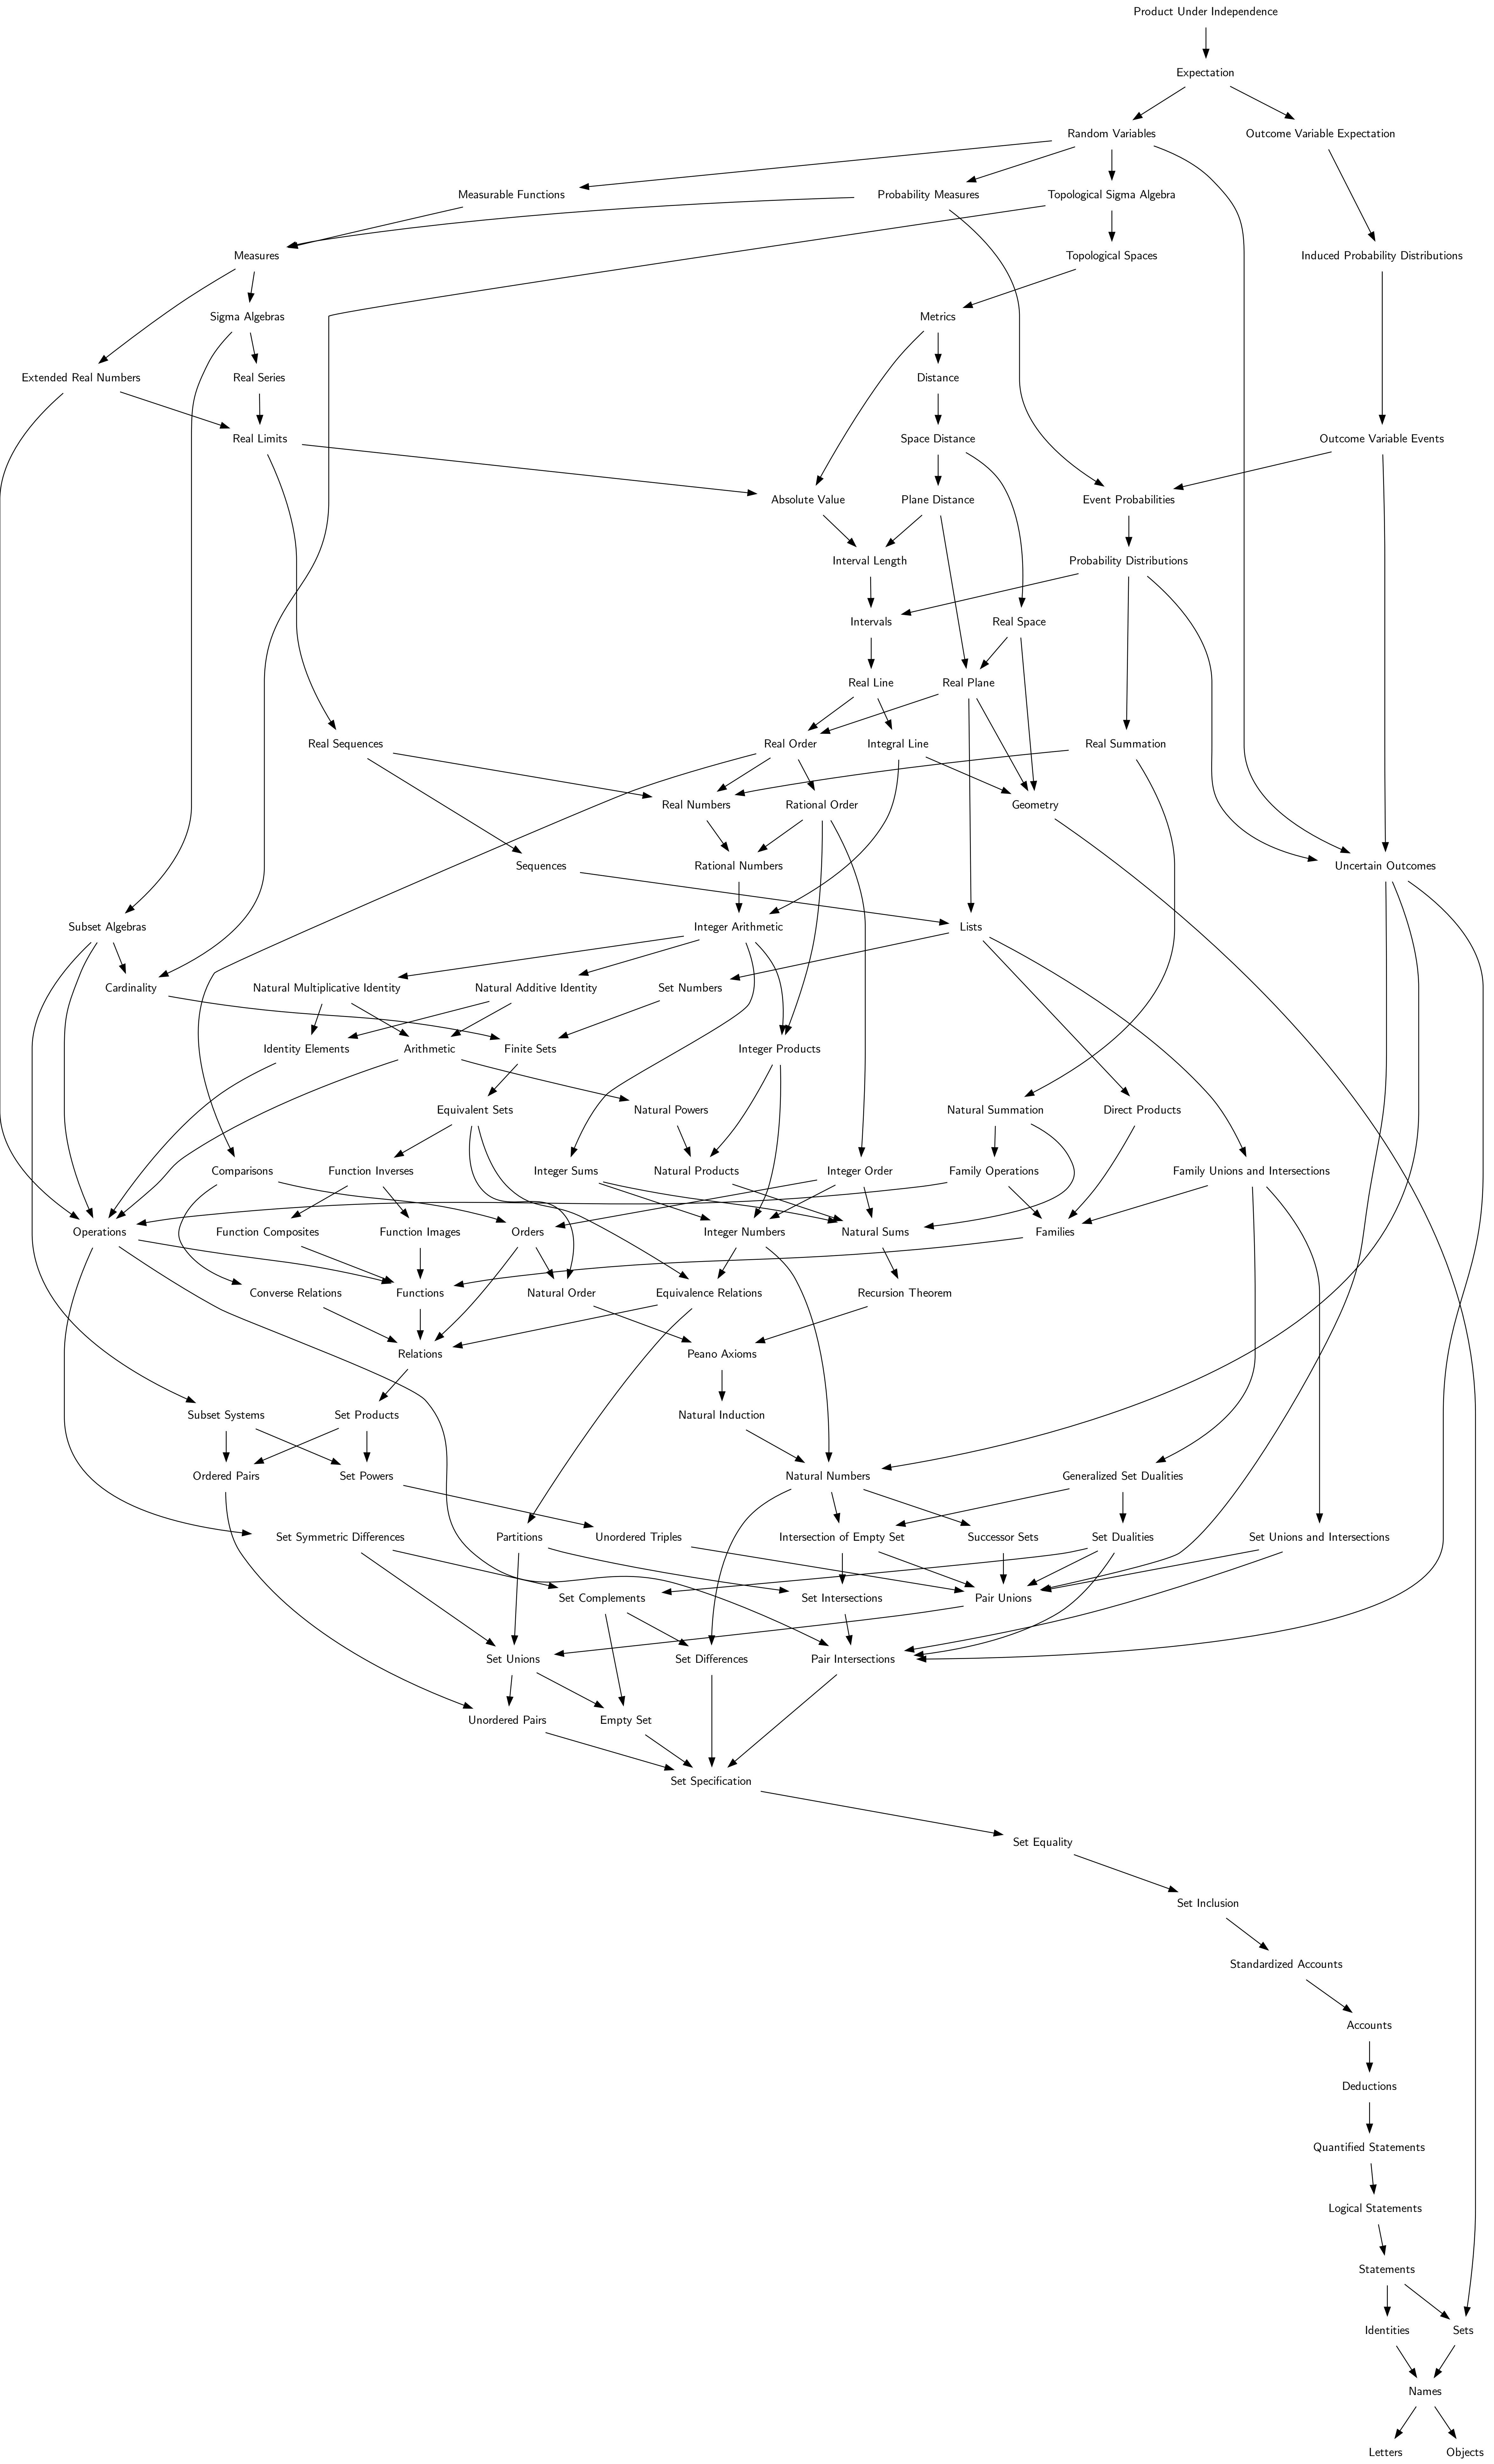 Product Under Independence
Expectation
Random Variables
Outcome Variable Expectation
Measurable Functions
Probability Measures
Topological Sigma Algebra
Measures
Topological Spaces
Induced Probability Distributions
Sigma Algebras
Metrics
Extended Real Numbers
Real Series
Distance
Real Limits
Space Distance
Outcome Variable Events
Absolute Value
Plane Distance
Event Probabilities
Interval Length
Probability Distributions
Intervals
Real Space
Real Line
Real Plane
Real Sequences
Real Order
Integral Line
Real Summation
Real Numbers
Rational Order
Geometry
Sequences
Rational Numbers
Uncertain Outcomes
Subset Algebras
Integer Arithmetic
Lists
Cardinality
Natural Multiplicative Identity
Natural Additive Identity
Set Numbers
Identity Elements
Arithmetic
Finite Sets
Integer Products
Equivalent Sets
Natural Powers
Natural Summation
Direct Products
Comparisons
Function Inverses
Integer Sums
Natural Products
Integer Order
Family Operations
Family Unions and Intersections
Operations
Function Composites
Function Images
Orders
Integer Numbers
Natural Sums
Families
Converse Relations
Functions
Natural Order
Equivalence Relations
Recursion Theorem
Relations
Peano Axioms
Subset Systems
Set Products
Natural Induction
Ordered Pairs
Set Powers
Natural Numbers
Generalized Set Dualities
Set Symmetric Differences
Partitions
Unordered Triples
Intersection of Empty Set
Successor Sets
Set Dualities
Set Unions and Intersections
Set Complements
Set Intersections
Pair Unions
Set Unions
Set Differences
Pair Intersections
Unordered Pairs
Empty Set
Set Specification
Set Equality
Set Inclusion
Standardized Accounts
Accounts
Deductions
Quantified Statements
Logical Statements
Statements
Identities
Sets
Names
Letters
Objects